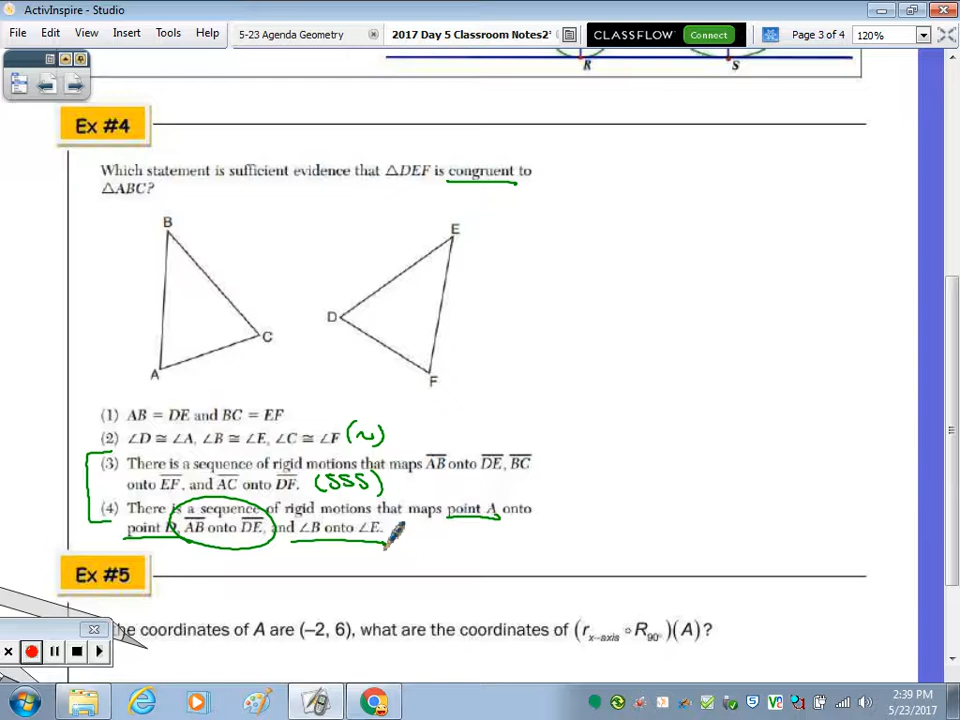 ActivInspire - Studio
File Edit View Insert Tools Help
5-23 Agenda Geometry
2017 Day 5 Classroom Notes2'
CLASSFLOW Connect
Page 3 of 4
120%
R S
Ex #4
Which statement is sufficient evidence that △DEF is congruent to
△ABC?
B
E
D
C
A
F
(1) AB = DE and BC = EF
(2) ∠D ≅ ∠A, ∠B ≅ ∠E, ∠C ≅ ∠F (~)
(3) There is a sequence of rigid motions that maps AB onto DE, BC
onto EF, and AC onto DF. (SSS)
(4) There is a sequence of rigid motions that maps point A onto
point D, AB onto DE, and ∠B onto ∠E.
Ex #5
the coordinates of A are (–2, 6), what are the coordinates of (r x–axis ∘ R 90°)(A)?
2:39 PM
5/23/2017